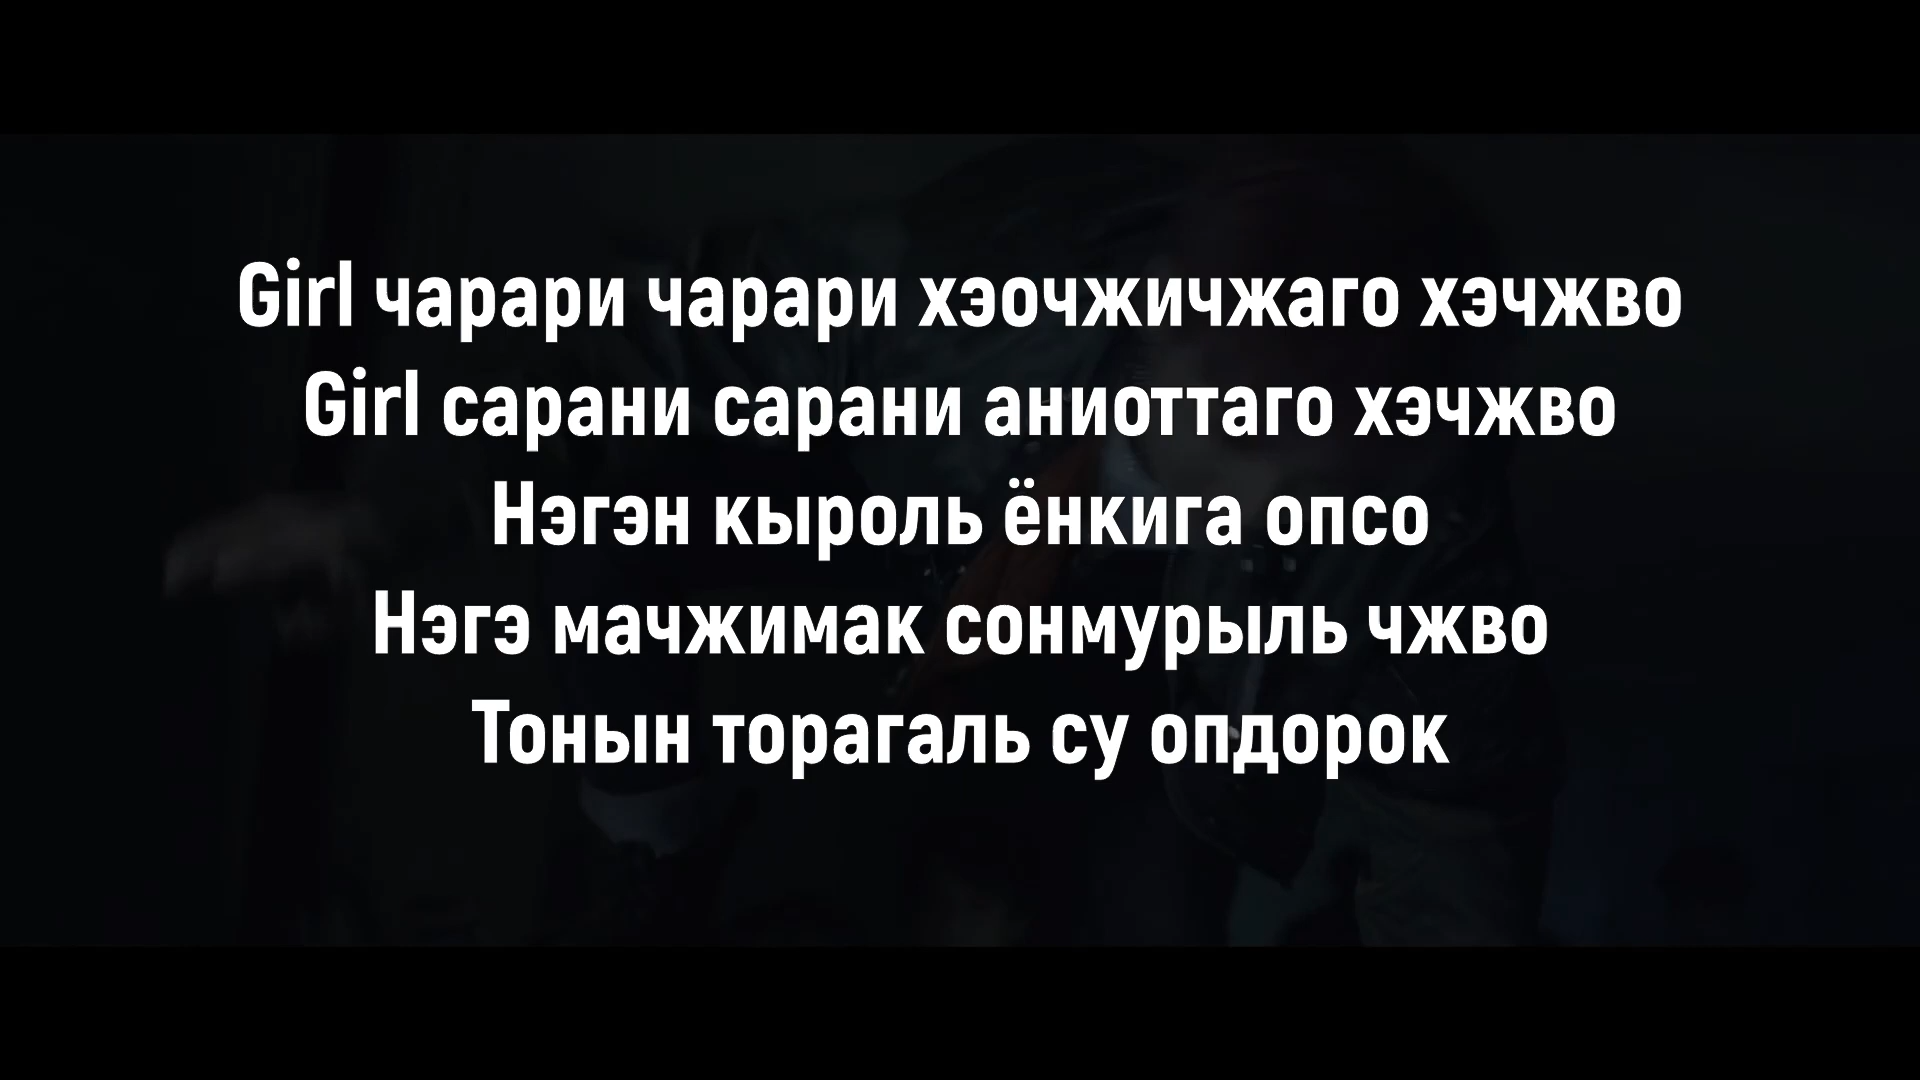 Girl чарари чарари хэочжичжаго хэчжво
Girl сарани сарани аниоттаго хэчжво
Нэгэн кыроль ёнкига опсо
Нэгэ мачжимак сонмурыль чжво
Тонын торагаль су опдорок